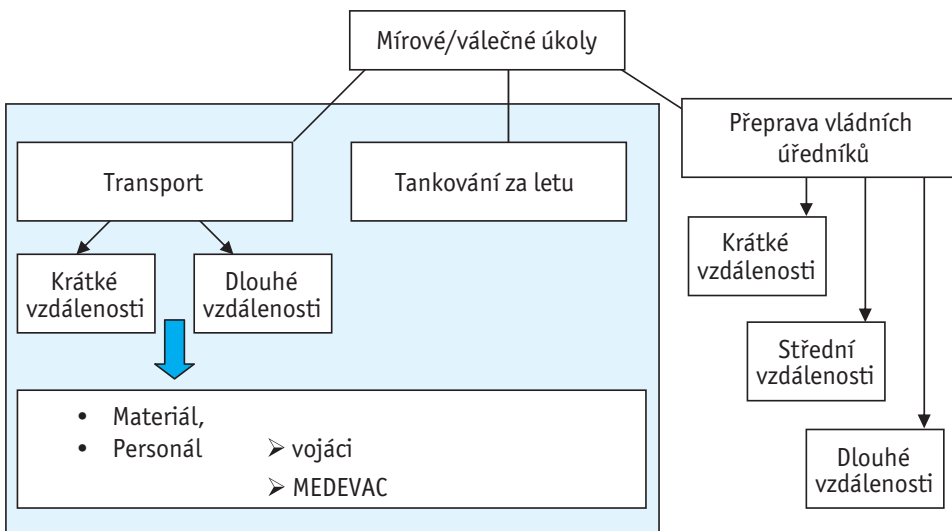 Mírové/válečné úkoly
Transport
Tankování za letu
Přeprava vládních
úředníků
Krátké
vzdálenosti
Dlouhé
vzdálenosti
Krátké
vzdálenosti
Střední
vzdálenosti
Dlouhé
vzdálenosti
• Materiál,
• Personál ➢ vojáci
➢ MEDEVAC